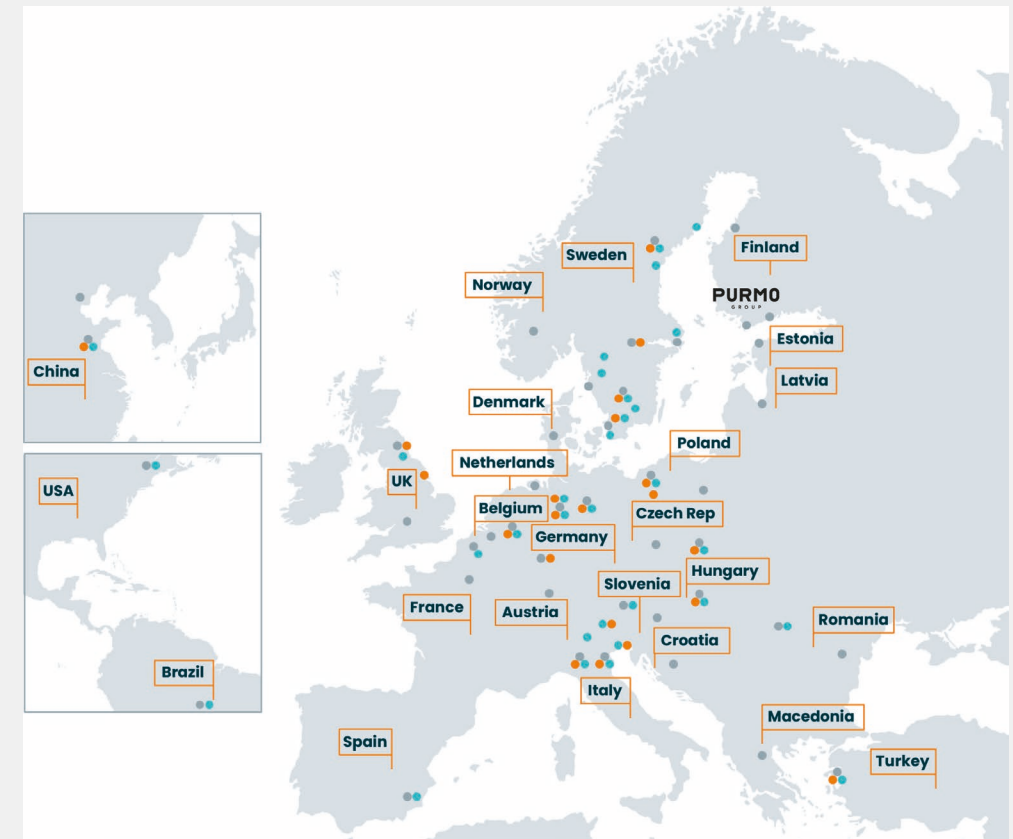 Finland
Sweden
Norway
PURMO
GROUP
Estonia
China
Latvia
Denmark
Poland
Netherlands
UK
USA
Belgium
Czech Rep
Germany
Hungary
Slovenia
France
Austria
Romania
Croatia
Brazil
Italy
Macedonia
Spain
Turkey